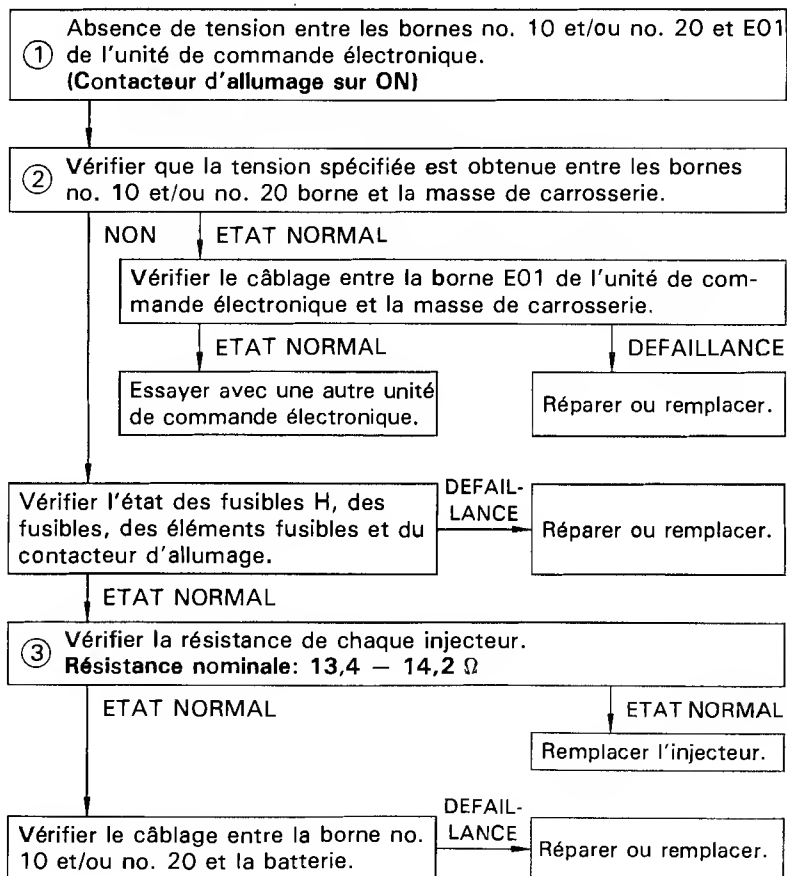 ① Absence de tension entre les bornes no. 10 et/ou no. 20 et E01
de l'unité de commande électronique.
(Contacteur d'allumage sur ON)
② Vérifier que la tension spécifiée est obtenue entre les bornes
no. 10 et/ou no. 20 borne et la masse de carrosserie.
NON
ETAT NORMAL
Vérifier le câblage entre la borne E01 de l'unité de com-
mande électronique et la masse de carrosserie.
ETAT NORMAL
DEFAILLANCE
Essayer avec une autre unité
de commande électronique.
Réparer ou remplacer.
Vérifier l'état des fusibles H, des
fusibles, des éléments fusibles et du
contacteur d'allumage.
DEFAIL-
LANCE
Réparer ou remplacer.
ETAT NORMAL
③ Vérifier la résistance de chaque injecteur.
Résistance nominale: 13,4 — 14,2 Ω
ETAT NORMAL
ETAT NORMAL
Remplacer l'injecteur.
Vérifier le câblage entre la borne no.
10 et/ou no. 20 et la batterie.
DEFAIL-
LANCE
Réparer ou remplacer.